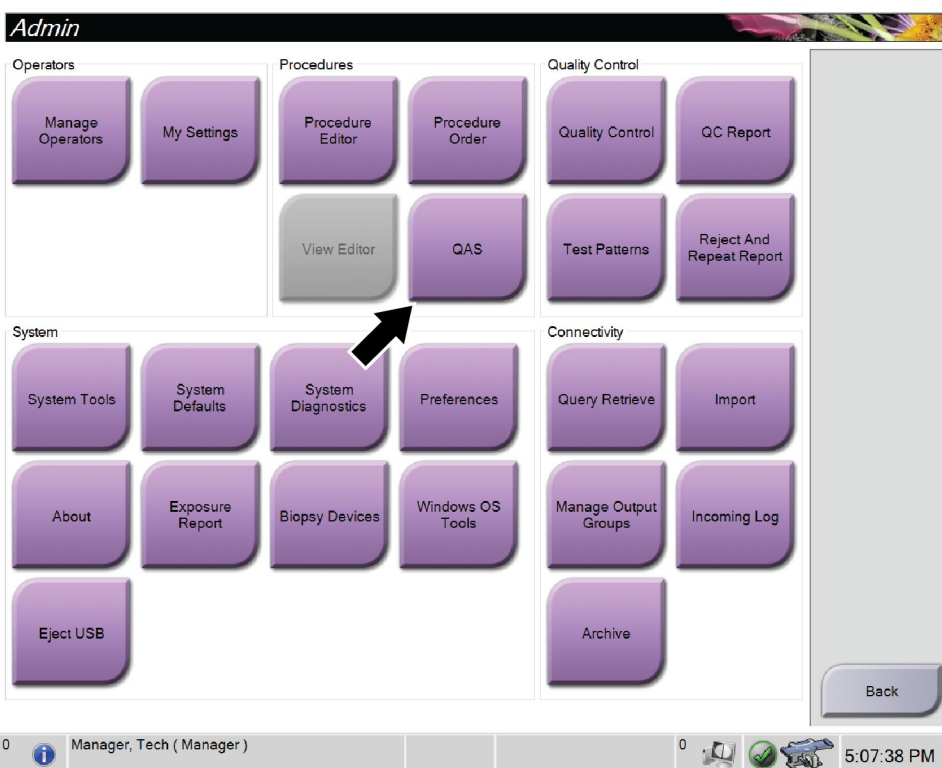 Admin
Operators
Manage
Operators
My Settings
Procedures
Procedure
Editor
Procedure
Order
View Editor
QAS
Quality Control
Quality Control
QC Report
Test Patterns
Reject And
Repeat Report
System
System Tools
System
Defaults
System
Diagnostics
Preferences
About
Exposure
Report
Biopsy Devices
Windows OS
Tools
Eject USB
Connectivity
Query Retrieve
Import
Manage Output
Groups
Incoming Log
Archive
Back
0
Manager, Tech ( Manager )
0
5:07:38 PM